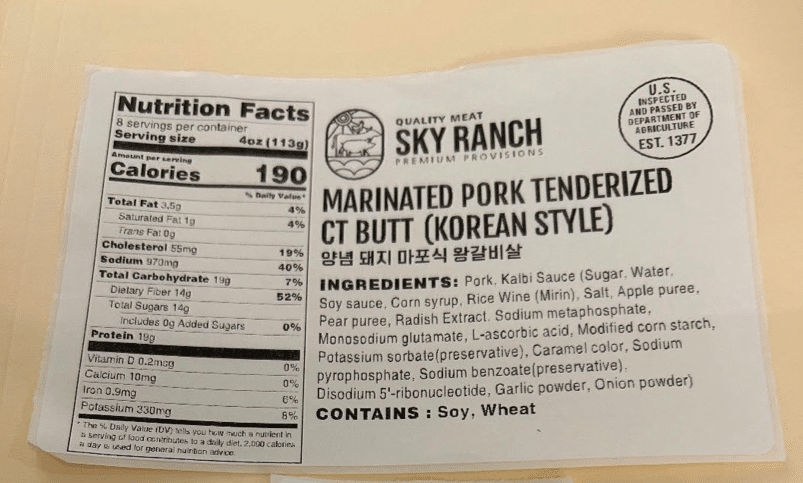 Nutrition Facts
8 servings per container
Serving size 4oz (113g)
Amount per serving
Calories 190
% Daily Value*
Total Fat 3.5g 4%
Saturated Fat 1g 4%
Trans Fat 0g
Cholesterol 55mg 19%
Sodium 970mg 40%
Total Carbohydrate 19g 7%
Dietary Fiber 14g 52%
Total Sugars 14g
Includes 0g Added Sugars 0%
Protein 19g
Vitamin D 0.2mcg 0%
Calcium 10mg 0%
Iron 0.9mg 6%
Potassium 330mg 8%
* The % Daily Value (DV) tells you how much a nutrient in
a serving of food contributes to a daily diet. 2,000 calories
a day is used for general nutrition advice.
QUALITY MEAT
SKY RANCH
PREMIUM PROVISIONS
U.S.
INSPECTED
AND PASSED BY
DEPARTMENT OF
AGRICULTURE
EST. 1377
MARINATED PORK TENDERIZED
CT BUTT (KOREAN STYLE)
양념 돼지 마포식 왕갈비살
INGREDIENTS: Pork, Kalbi Sauce (Sugar, Water,
Soy sauce, Corn syrup, Rice Wine (Mirin), Salt, Apple puree,
Pear puree, Radish Extract. Sodium metaphosphate,
Monosodium glutamate, L-ascorbic acid, Modified corn starch,
Potassium sorbate(preservative), Caramel color, Sodium
pyrophosphate, Sodium benzoate(preservative),
Disodium 5'-ribonucleotide, Garlic powder, Onion powder)
CONTAINS : Soy, Wheat